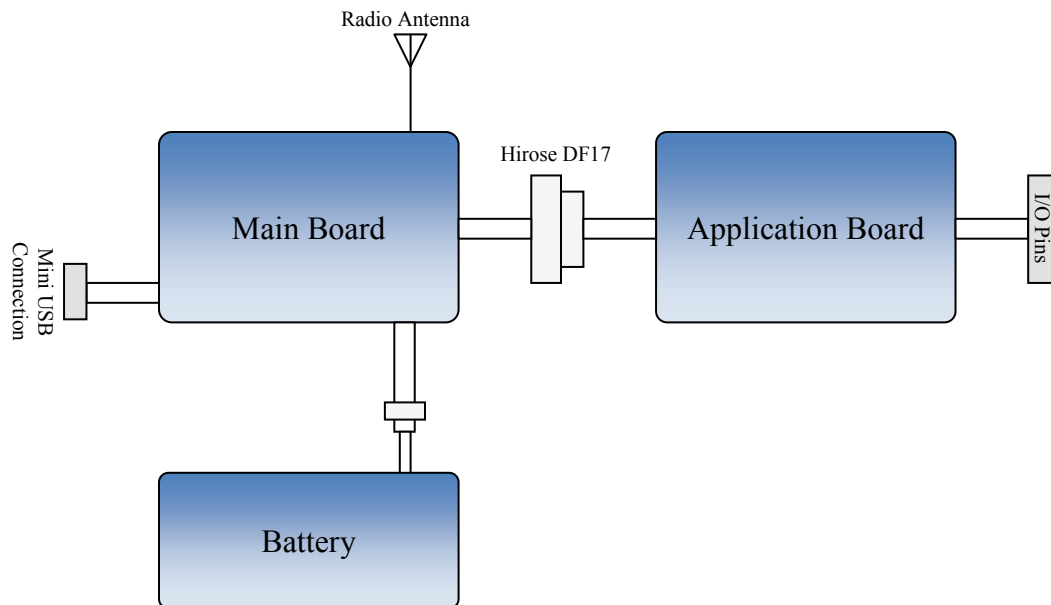 Radio Antenna
Hirose DF17
Main Board
Application Board
I/O Pins
Mini USB
Connection
Battery